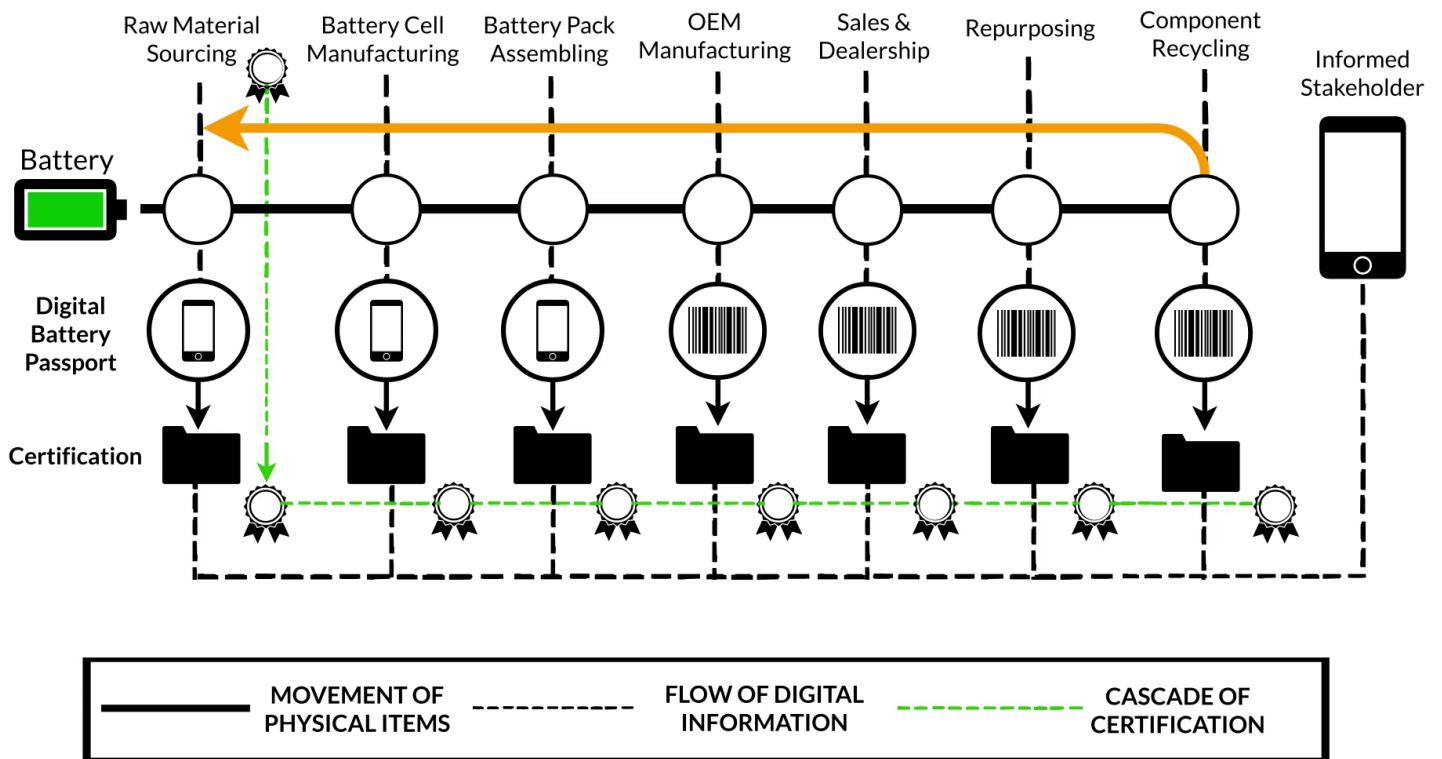 Raw Material
Sourcing
Battery Cell
Manufacturing
Battery Pack
Assembling
OEM
Manufacturing
Sales &
Dealership
Repurposing
Component
Recycling
Informed
Stakeholder
Battery
Digital
Battery
Passport
Certification
MOVEMENT OF
PHYSICAL ITEMS
FLOW OF DIGITAL
INFORMATION
CASCADE OF
CERTIFICATION